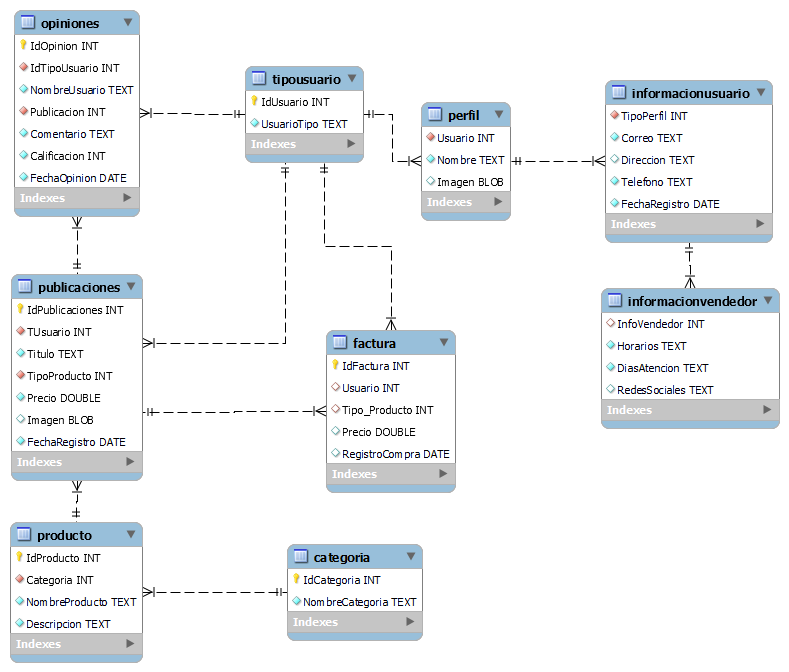 opiniones
IdOpinion INT
IdTipoUsuario INT
NombreUsuario TEXT
Publicacion INT
Comentario TEXT
Calificacion INT
FechaOpinion DATE
Indexes
tipousuario
IdUsuario INT
UsuarioTipo TEXT
Indexes
perfil
Usuario INT
Nombre TEXT
Imagen BLOB
Indexes
informacionusuario
TipoPerfil INT
Correo TEXT
Direccion TEXT
Telefono TEXT
FechaRegistro DATE
Indexes
publicaciones
IdPublicaciones INT
TUsuario INT
Titulo TEXT
TipoProducto INT
Precio DOUBLE
Imagen BLOB
FechaRegistro DATE
Indexes
factura
IdFactura INT
Usuario INT
Tipo_Producto INT
Precio DOUBLE
RegistroCompra DATE
Indexes
informacionvendedor
InfoVendedor INT
Horarios TEXT
DiasAtencion TEXT
RedesSociales TEXT
Indexes
producto
IdProducto INT
Categoria INT
NombreProducto TEXT
Descripcion TEXT
Indexes
categoria
IdCategoria INT
NombreCategoria TEXT
Indexes